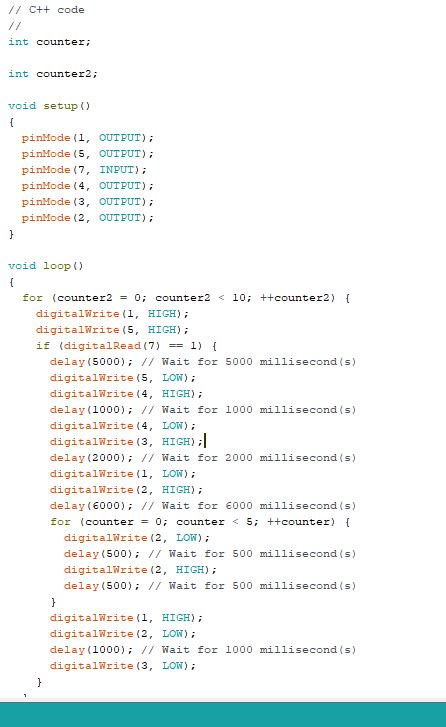 // C++ code
//
int counter;

int counter2;

void setup()
{
  pinMode(1, OUTPUT);
  pinMode(5, OUTPUT);
  pinMode(7, INPUT);
  pinMode(4, OUTPUT);
  pinMode(3, OUTPUT);
  pinMode(2, OUTPUT);
}

void loop()
{
  for (counter2 = 0; counter2 < 10; ++counter2) {
    digitalWrite(1, HIGH);
    digitalWrite(5, HIGH);
    if (digitalRead(7) == 1) {
      delay(5000); // Wait for 5000 millisecond(s)
      digitalWrite(5, LOW);
      digitalWrite(4, HIGH);
      delay(1000); // Wait for 1000 millisecond(s)
      digitalWrite(4, LOW);
      digitalWrite(3, HIGH);
      delay(2000); // Wait for 2000 millisecond(s)
      digitalWrite(1, LOW);
      digitalWrite(2, HIGH);
      delay(6000); // Wait for 6000 millisecond(s)
      for (counter = 0; counter < 5; ++counter) {
        digitalWrite(2, LOW);
        delay(500); // Wait for 500 millisecond(s)
        digitalWrite(2, HIGH);
        delay(500); // Wait for 500 millisecond(s)
      }
      digitalWrite(1, HIGH);
      digitalWrite(2, LOW);
      delay(1000); // Wait for 1000 millisecond(s)
      digitalWrite(3, LOW);
    }